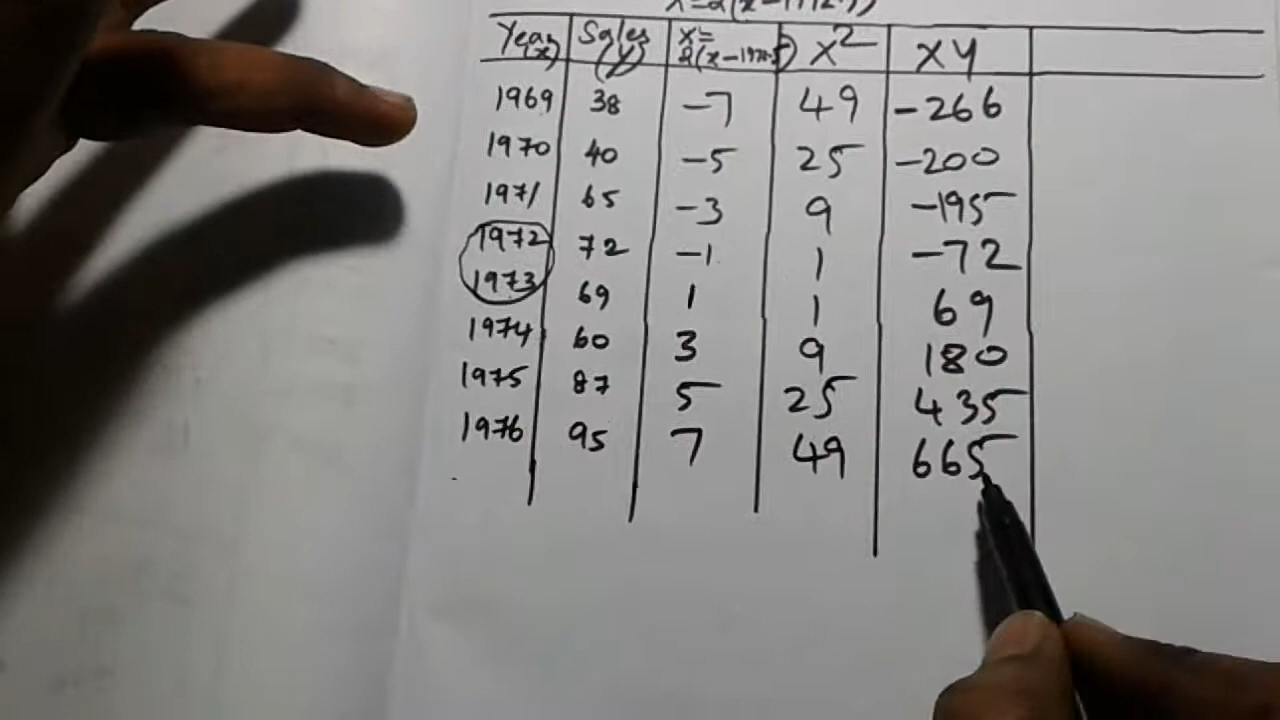 Year (x) Sales (y) X= 2(x-1972.5) X² XY
1969 38 -7 49 -266
1970 40 -5 25 -200
1971 65 -3 9 -195
1972 72 -1 1 -72
1973 69 1 1 69
1974 60 3 9 180
1975 87 5 25 435
1976 95 7 49 665